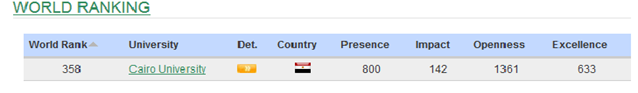 WORLD RANKING
World Rank University Det. Country Presence Impact Openness Excellence
358 Cairo University 800 142 1361 633